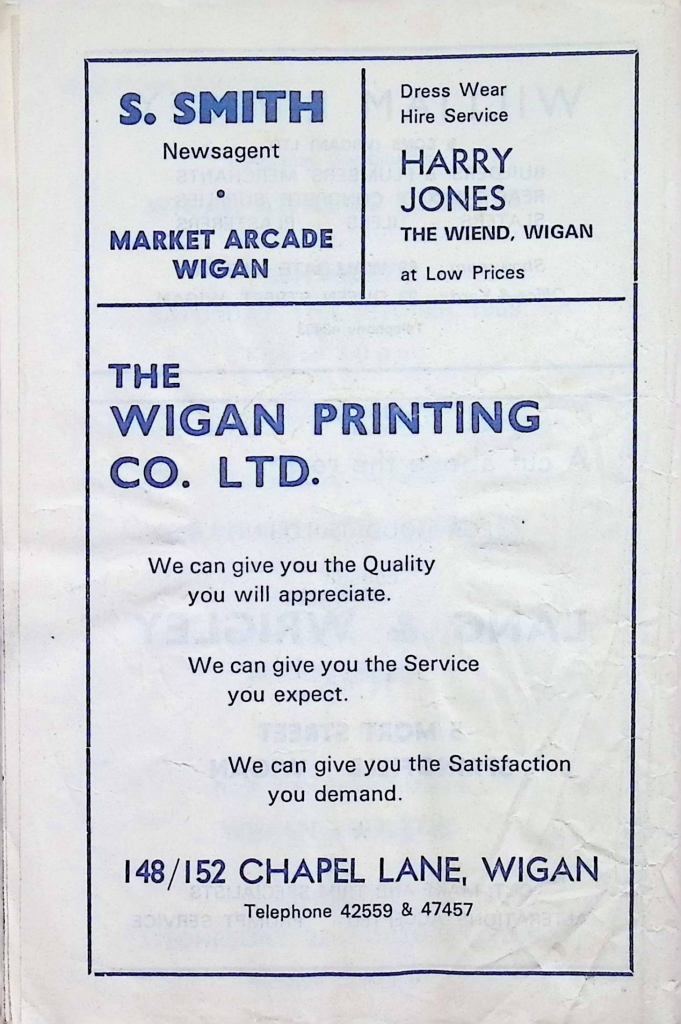 S. SMITH
Newsagent
•
MARKET ARCADE
WIGAN
Dress Wear
Hire Service
HARRY
JONES
THE WIEND, WIGAN
at Low Prices
THE
WIGAN PRINTING
CO. LTD.
We can give you the Quality
you will appreciate.
We can give you the Service
you expect.
We can give you the Satisfaction
you demand.
148/152 CHAPEL LANE, WIGAN
Telephone 42559 & 47457